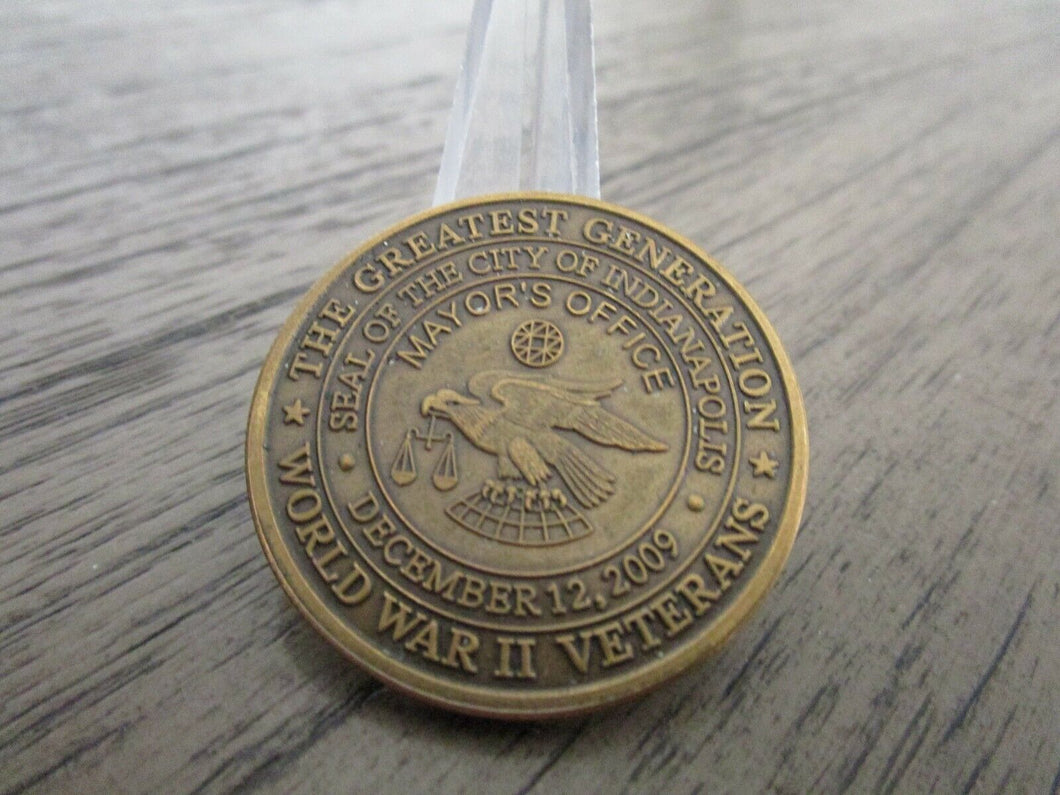 THE GREATEST GENERATION
WORLD WAR II VETERANS
SEAL OF THE CITY OF INDIANAPOLIS
DECEMBER 12, 2009
MAYOR'S OFFICE